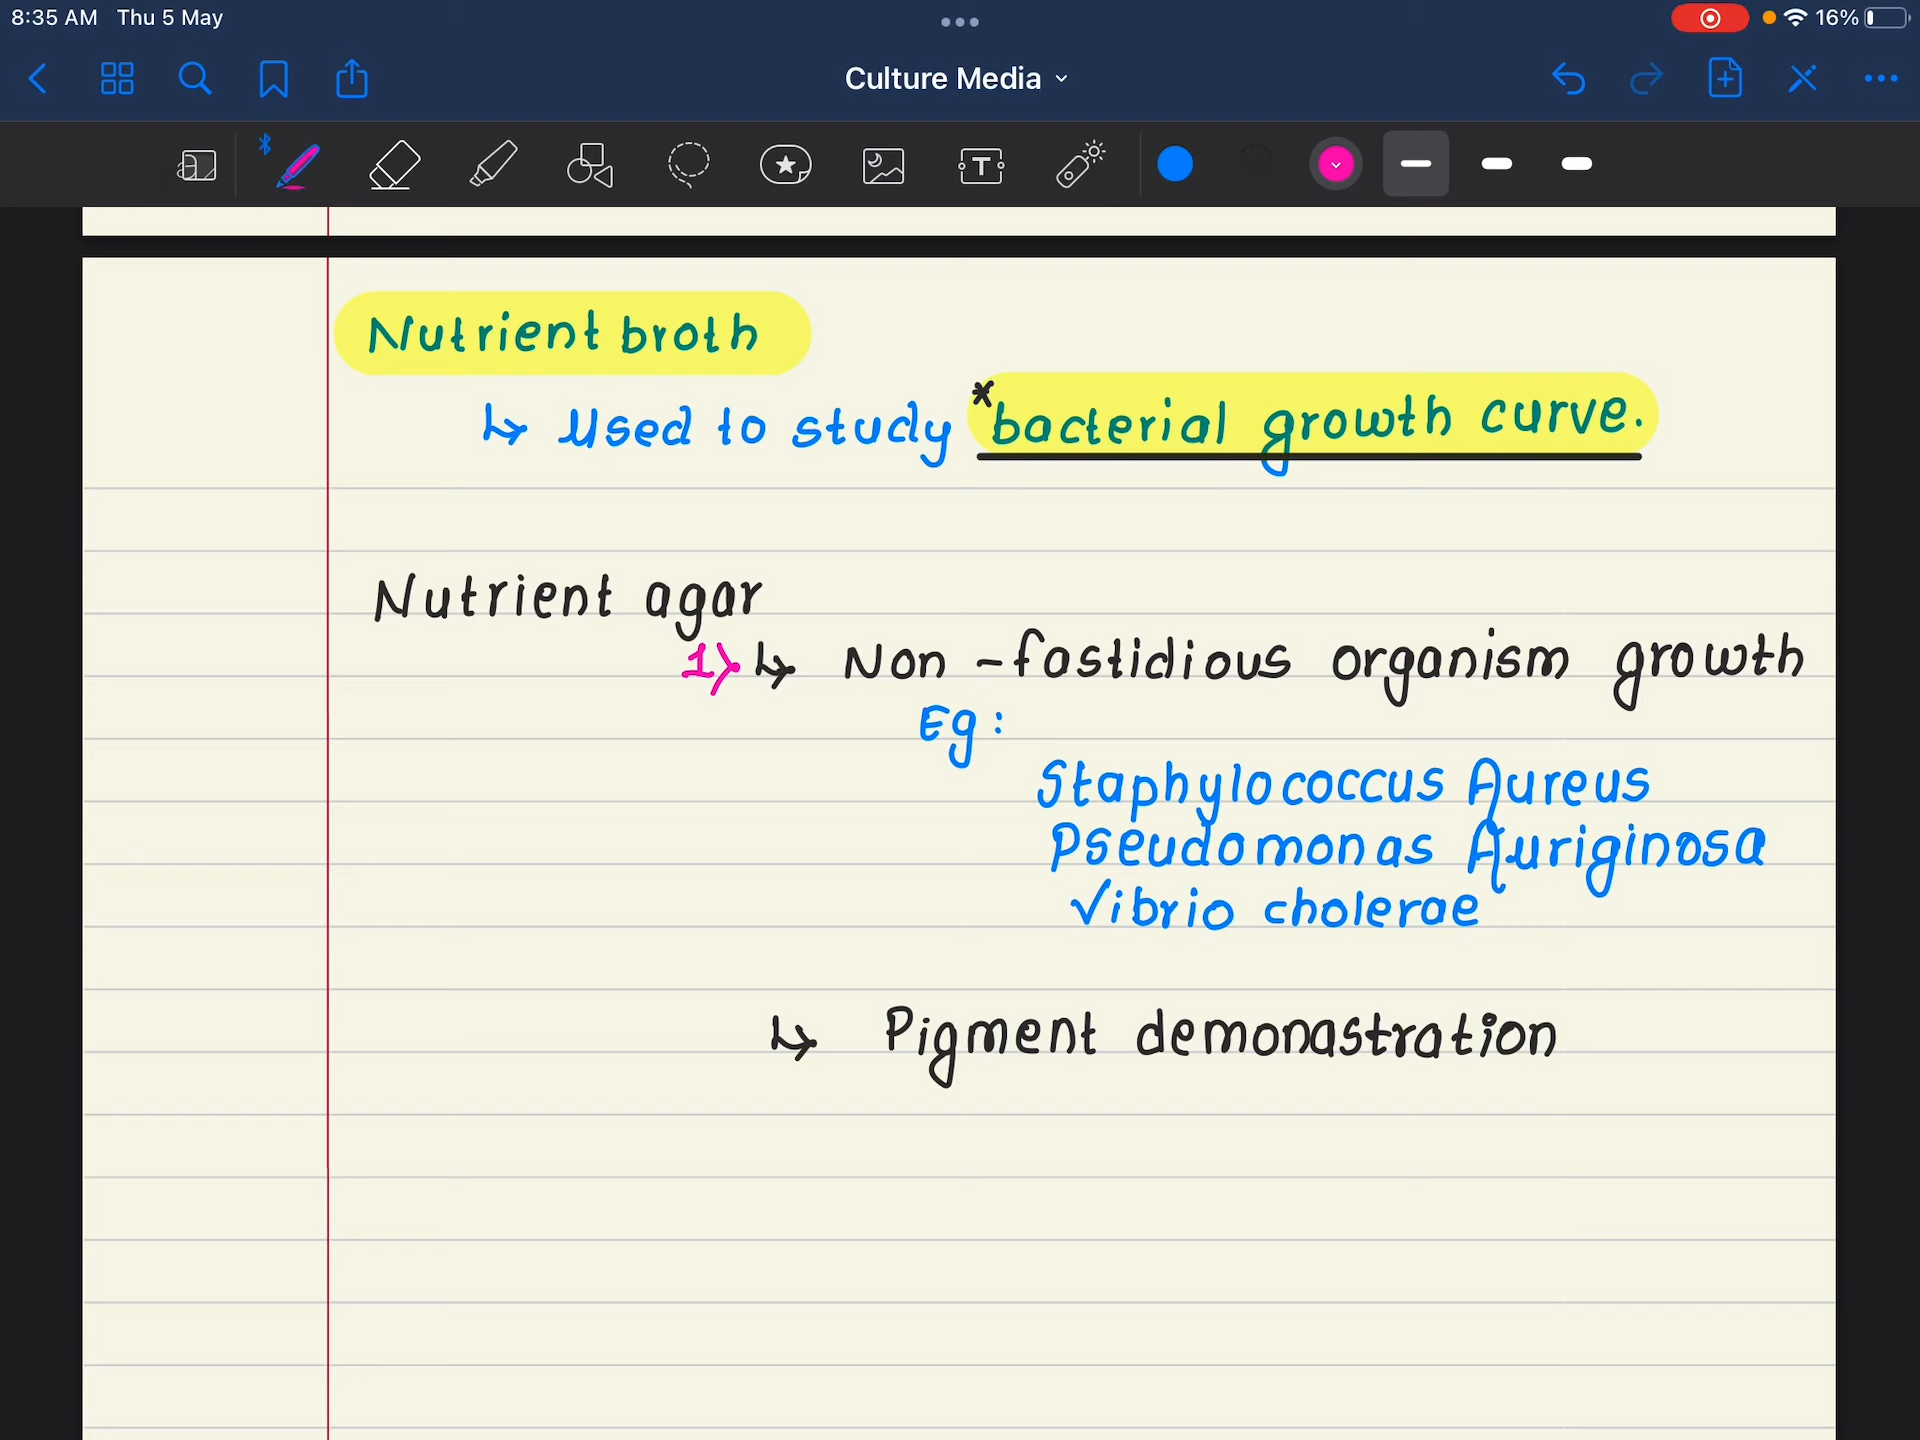 8:35 AM Thu 5 May
16%
Culture Media
T
Nutrient broth
↳ Used to study *bacterial growth curve.
Nutrient agar
1) ↳ Non -fastidious organism growth
Eg :
Staphylococcus Aureus
Pseudomonas Auriginosa
Vibrio cholerae
↳ Pigment demonastration